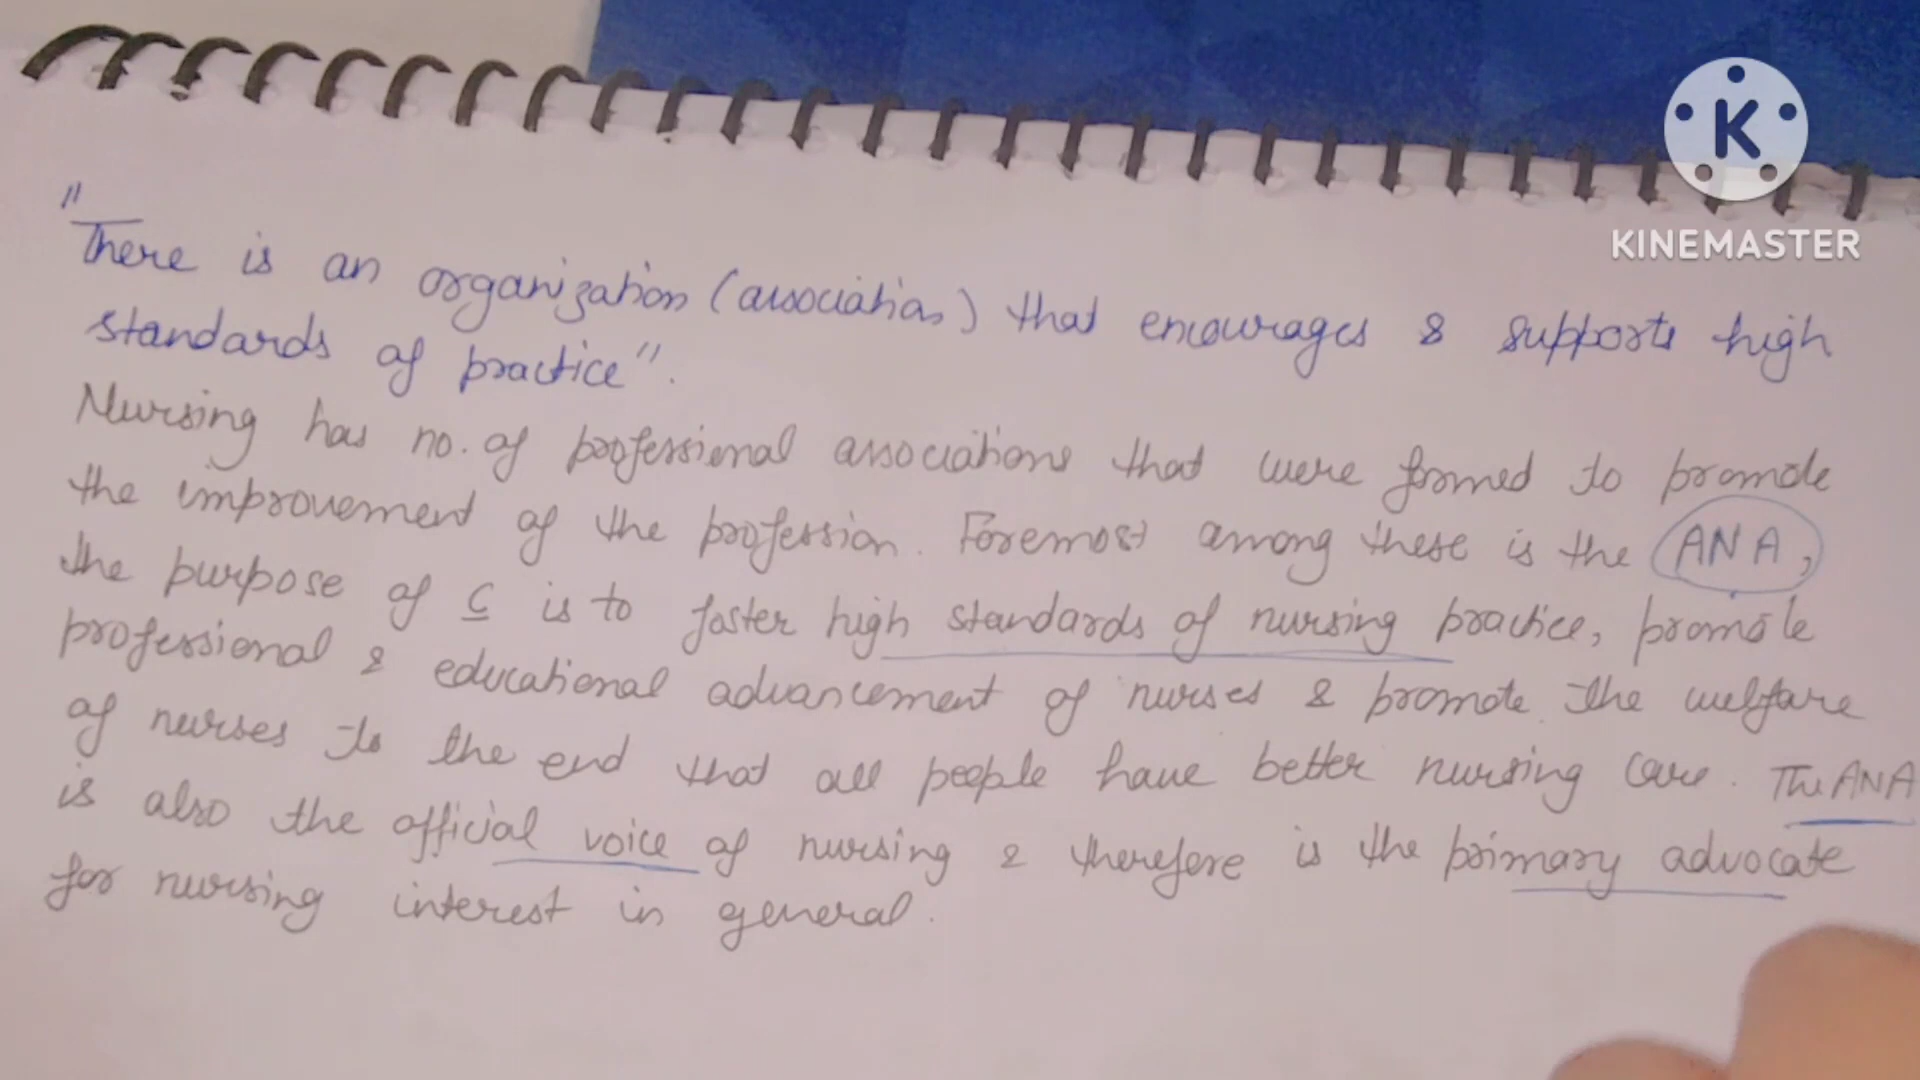 KINEMASTER
"There is an organization (association) that encourages & supports high
standards of practice".
Nursing has no. of professional associations that were formed to promote
the improvement of the profession. Foremost among these is the ANA,
the purpose of C is to foster high standards of nursing practice, promote
professional & educational advancement of nurses & promote the welfare
of nurses to the end that all people have better nursing care. The ANA
is also the official voice of nursing & therefore is the primary advocate
for nursing interest in general.